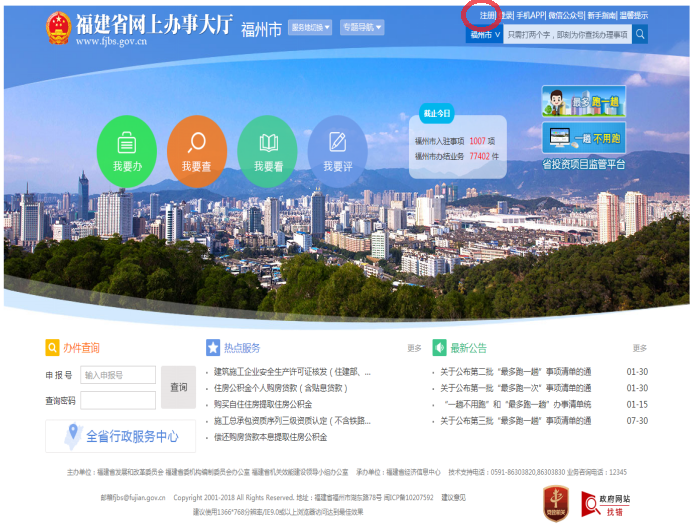 福建省网上办事大厅
www.fjbs.gov.cn
福州市
服务地切换
专题导航
注册| 登录| 手机APP| 微信公众号| 新手指南| 温馨提示
福州市 只需打两个字，即刻为你查找办理事项
我要办
我要查
我要看
我要评
截止今日
福州市入驻事项 1007 项
福州市办结业务 77402 件
最多跑一趟
一趟不用跑
省投资项目监管平台
办件查询
申报号 输入申报号
查询密码
查询
全省行政服务中心
热点服务 更多
建筑施工企业安全生产许可证核发（住建部、...
住房公积金个人购房贷款（含贴息贷款）
购买自住住房提取住房公积金
施工总承包资质序列三级资质认定（不含铁路...
偿还购房贷款本息提取住房公积金
最新公告 更多
关于公布第二批“最多跑一趟”事项清单的通 01-30
关于公布第一批“最多跑一次”事项清单的通 01-30
“一趟不用跑”和“最多跑一趟”办事清单统 01-15
关于公布第三批“最多跑一趟”事项清单的通 07-30
主办单位：福建省发展和改革委员会 福建省委机构编制委员会办公室 福建省机关效能建设领导小组办公室 承办单位：福建省经济信息中心 技术支持电话：0591-86303820,86303830 业务咨询电话：12345
邮箱fjbs@fujian.gov.cn Copyright 2001-2018 All Rights Reserved. 地址：福建省福州市湖东路78号 闽ICP备10207592 建议意见
建议使用1366*768分辨率/IE9.0或以上浏览器访问达到最佳效果
党政机关
政府网站
找错